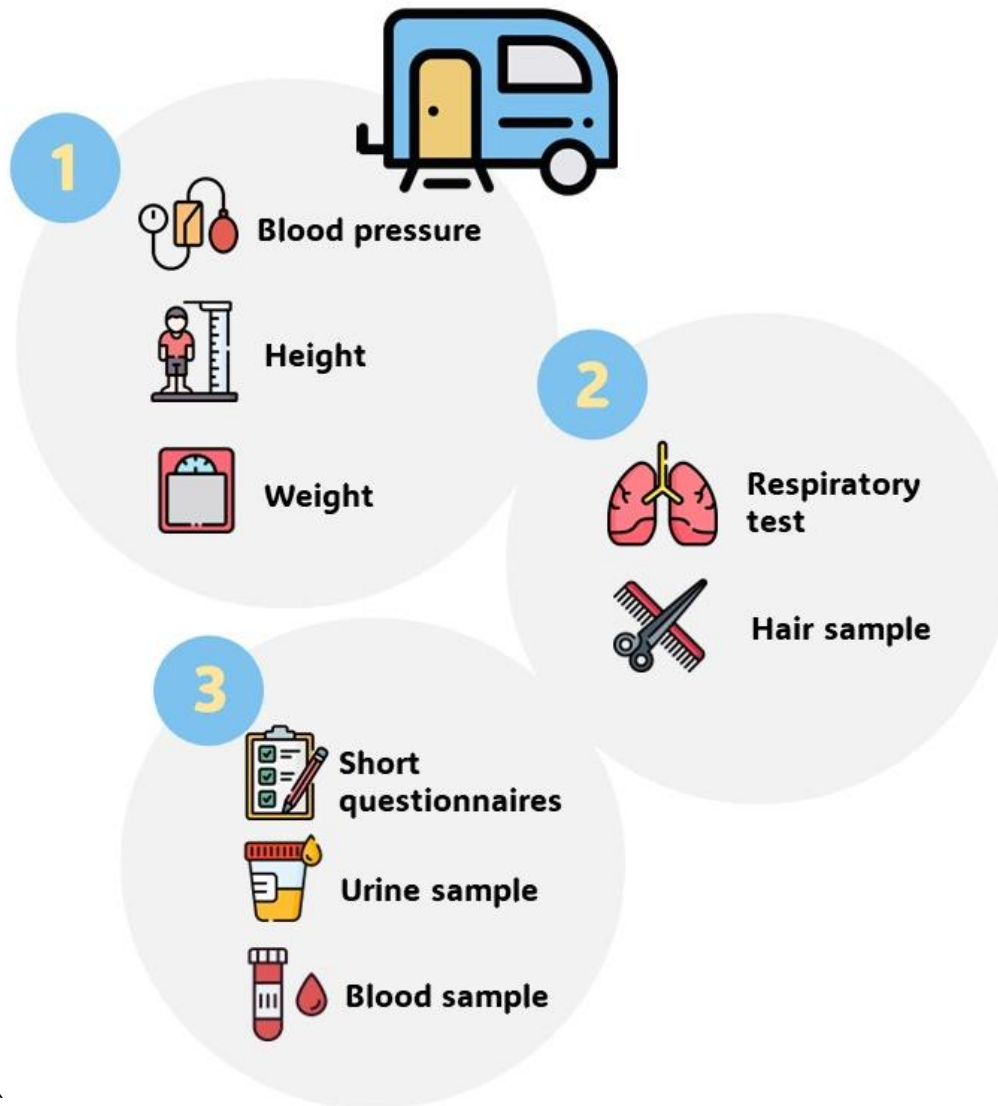 1
Blood pressure
Height
Weight
2
Respiratory
test
Hair sample
3
Short
questionnaires
Urine sample
Blood sample